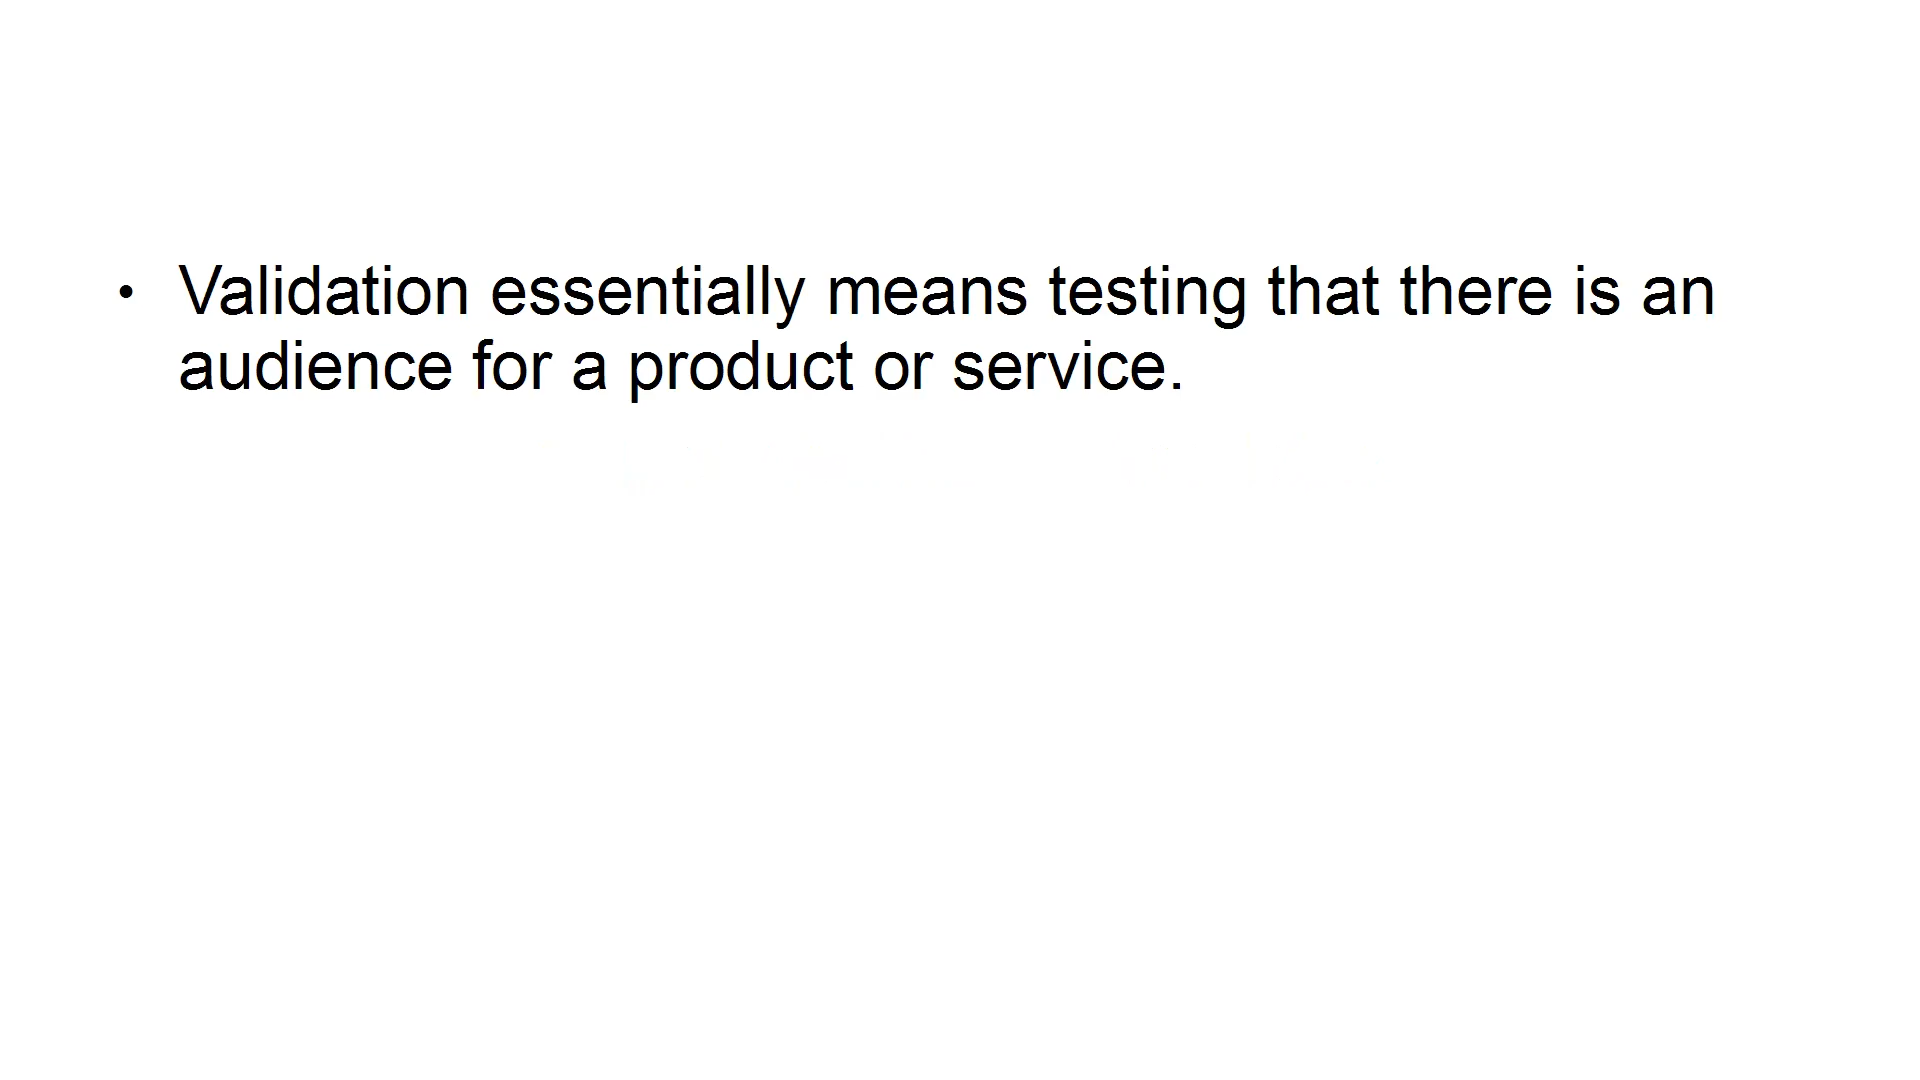 • Validation essentially means testing that there is an
audience for a product or service.